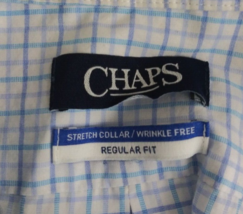 CHAPS
STRETCH COLLAR / WRINKLE FREE
REGULAR FIT